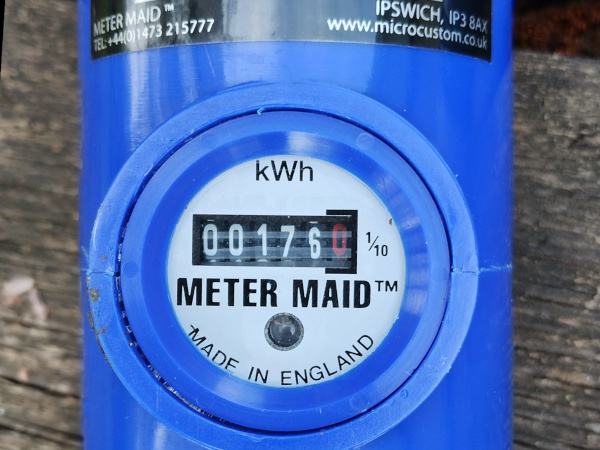 METER MAID™
TEL:+44(0)1473 215777
IPSWICH, IP3 8AX
www.microcustom.co.uk
kWh
001760
1/10
METER MAID™
MADE IN ENGLAND